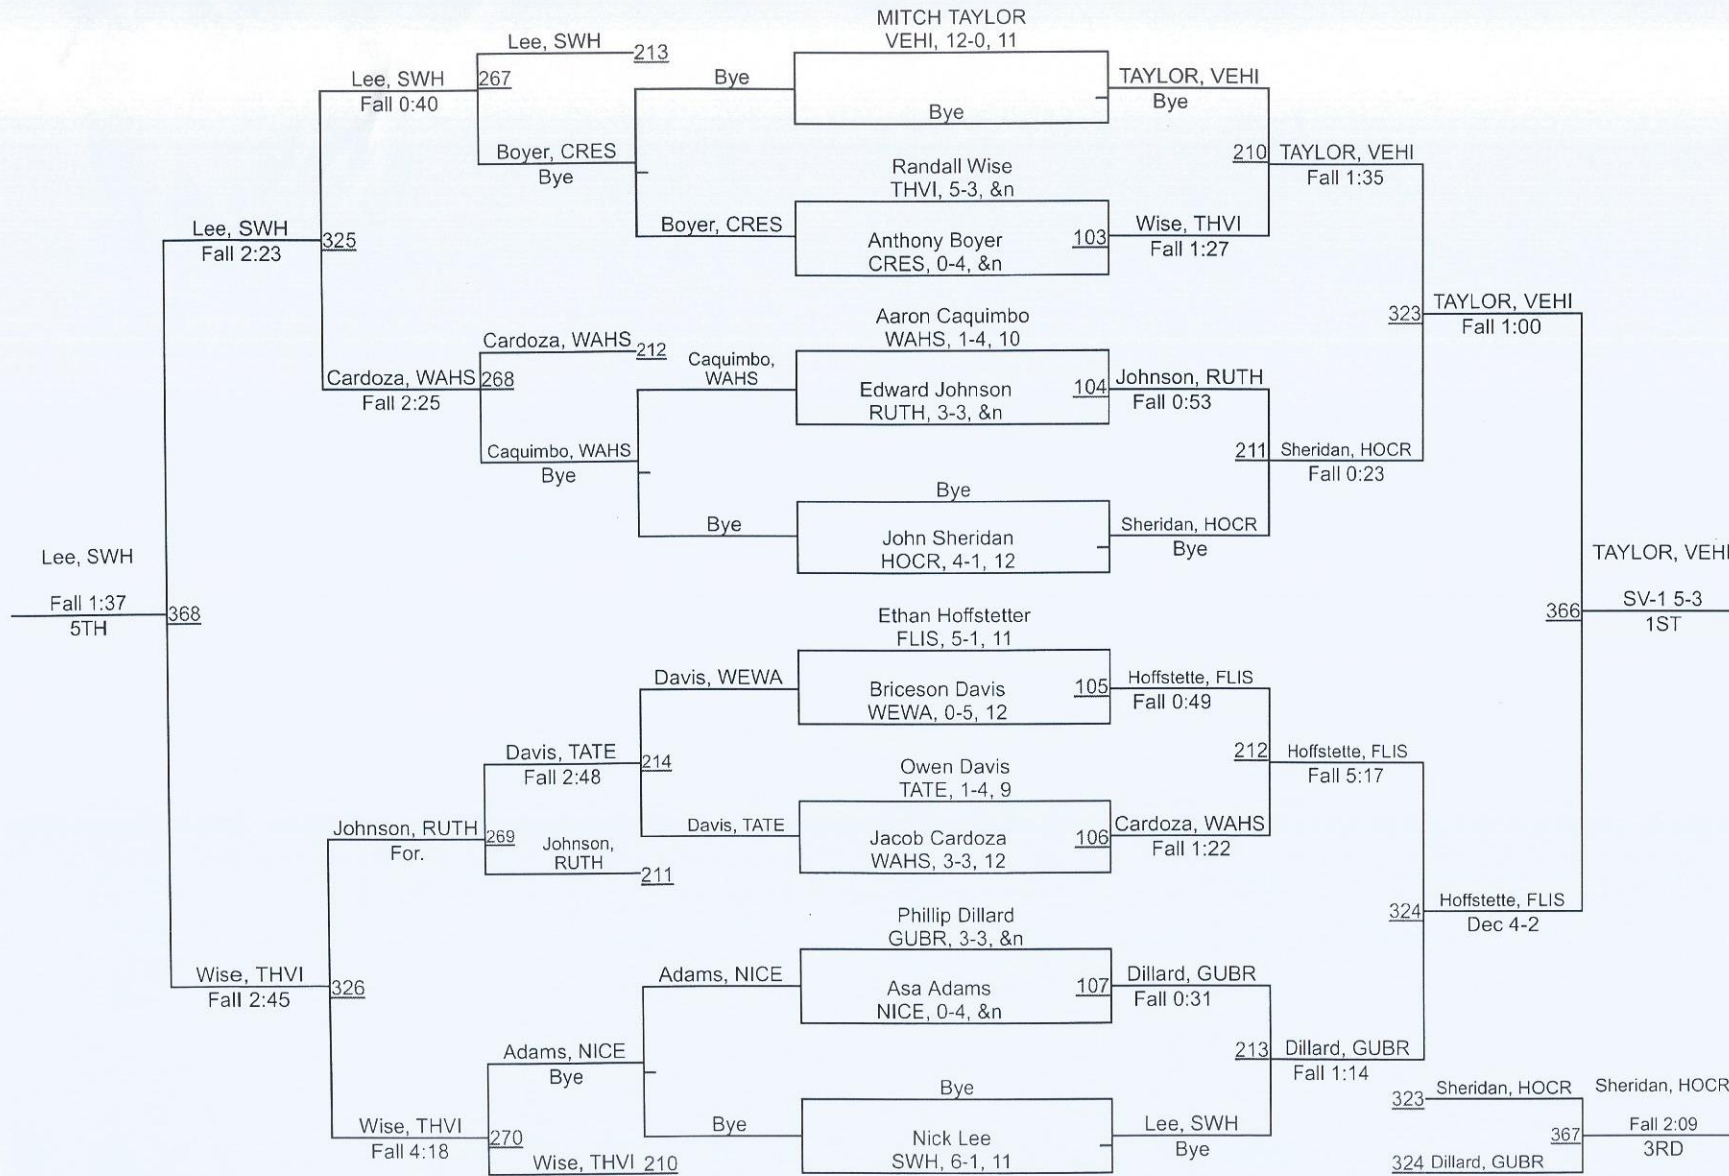 MITCH TAYLOR
VEHI, 12-0, 11
Lee, SWH
213
Lee, SWH
267
Fall 0:40
Bye
TAYLOR, VEHI
Bye
Bye
Boyer, CRES
Bye
210
TAYLOR, VEHI
Fall 1:35
Randall Wise
THVI, 5-3, &n
Lee, SWH
Fall 2:23
325
Boyer, CRES
Anthony Boyer
CRES, 0-4, &n
103
Wise, THVI
Fall 1:27
Aaron Caquimbo
WAHS, 1-4, 10
323
TAYLOR, VEHI
Fall 1:00
Cardoza, WAHS
212
Cardoza, WAHS
268
Fall 2:25
Caquimbo,
WAHS
Edward Johnson
RUTH, 3-3, &n
104
Johnson, RUTH
Fall 0:53
Caquimbo, WAHS
Bye
211
Sheridan, HOCR
Fall 0:23
Bye
Bye
John Sheridan
HOCR, 4-1, 12
Sheridan, HOCR
Bye
Lee, SWH
Fall 1:37
5TH
368
TAYLOR, VEHI
366
SV-1 5-3
1ST
Ethan Hoffstetter
FLIS, 5-1, 11
Davis, WEWA
Briceson Davis
WEWA, 0-5, 12
105
Hoffstette, FLIS
Fall 0:49
Davis, TATE
Fall 2:48
214
212
Hoffstette, FLIS
Fall 5:17
Owen Davis
TATE, 1-4, 9
Davis, TATE
Jacob Cardoza
WAHS, 3-3, 12
106
Cardoza, WAHS
Fall 1:22
Johnson, RUTH
For.
269
Johnson,
RUTH
211
Phillip Dillard
GUBR, 3-3, &n
324
Hoffstette, FLIS
Dec 4-2
Wise, THVI
Fall 2:45
326
Adams, NICE
Asa Adams
NICE, 0-4, &n
107
Dillard, GUBR
Fall 0:31
Adams, NICE
Bye
213
Dillard, GUBR
Fall 1:14
Bye
Bye
Nick Lee
SWH, 6-1, 11
Lee, SWH
Bye
Wise, THVI
Fall 4:18
270
Wise, THVI
210
323
Sheridan, HOCR
Sheridan, HOCR
367
Fall 2:09
3RD
324
Dillard, GUBR